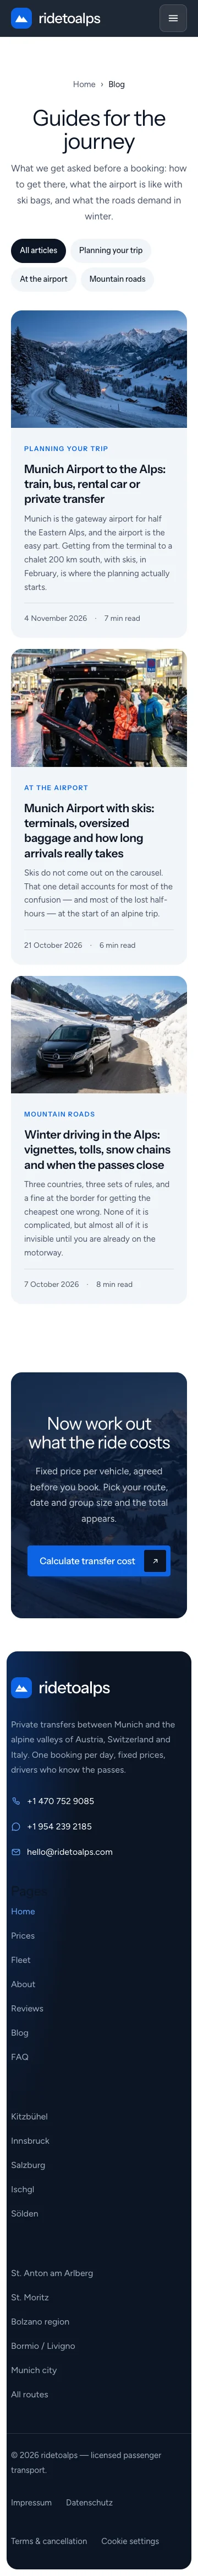 ridetoalps
Home › Blog
Guides for the
journey
What we get asked before a booking: how
to get there, what the airport is like with
ski bags, and what the roads demand in
winter.
All articles
Planning your trip
At the airport
Mountain roads
PLANNING YOUR TRIP
Munich Airport to the Alps:
train, bus, rental car or
private transfer
Munich is the gateway airport for half
the Eastern Alps, and the airport is the
easy part. Getting from the terminal to a
chalet 200 km south, with skis, in
February, is where the planning actually
starts.
4 November 2026 · 7 min read
AT THE AIRPORT
Munich Airport with skis:
terminals, oversized
baggage and how long
arrivals really takes
Skis do not come out on the carousel.
That one detail accounts for most of the
confusion — and most of the lost half-
hours — at the start of an alpine trip.
21 October 2026 · 6 min read
MOUNTAIN ROADS
Winter driving in the Alps:
vignettes, tolls, snow chains
and when the passes close
Three countries, three sets of rules, and
a fine at the border for getting the
cheapest one wrong. None of it is
complicated, but almost all of it is
invisible until you are already on the
motorway.
7 October 2026 · 8 min read
Now work out
what the ride costs
Fixed price per vehicle, agreed
before you book. Pick your route,
date and group size and the total
appears.
Calculate transfer cost
ridetoalps
Private transfers between Munich and the
alpine valleys of Austria, Switzerland and
Italy. One booking per day, fixed prices,
drivers who know the passes.
+1 470 752 9085
+1 954 239 2185
hello@ridetoalps.com
Home
Prices
Fleet
About
Reviews
Blog
FAQ
Kitzbühel
Innsbruck
Salzburg
Ischgl
Sölden
St. Anton am Arlberg
St. Moritz
Bolzano region
Bormio / Livigno
Munich city
All routes
© 2026 ridetoalps — licensed passenger
transport.
Impressum
Datenschutz
Terms & cancellation
Cookie settings